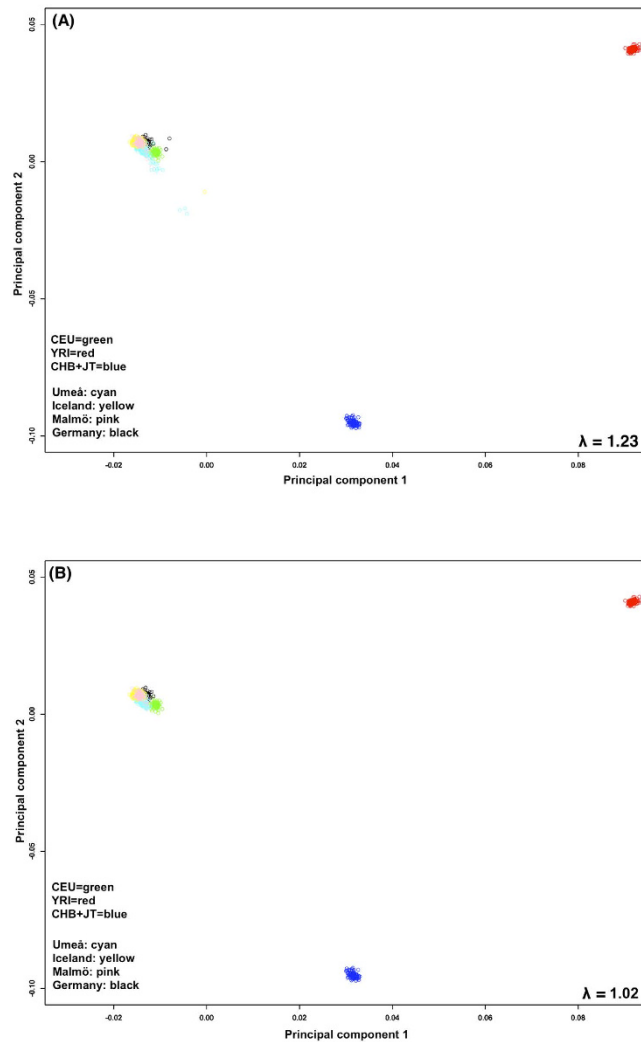 (A)
0.05
0.00
-0.05
-0.10
Principal component 2
CEU=green
YRI=red
CHB+JT=blue
Umeå: cyan
Iceland: yellow
Malmö: pink
Germany: black
λ = 1.23
-0.02
0.00
0.02
0.04
0.06
0.08
Principal component 1
(B)
0.05
0.00
-0.05
-0.10
Principal component 2
CEU=green
YRI=red
CHB+JT=blue
Umeå: cyan
Iceland: yellow
Malmö: pink
Germany: black
λ = 1.02
-0.02
0.00
0.02
0.04
0.06
0.08
Principal component 1